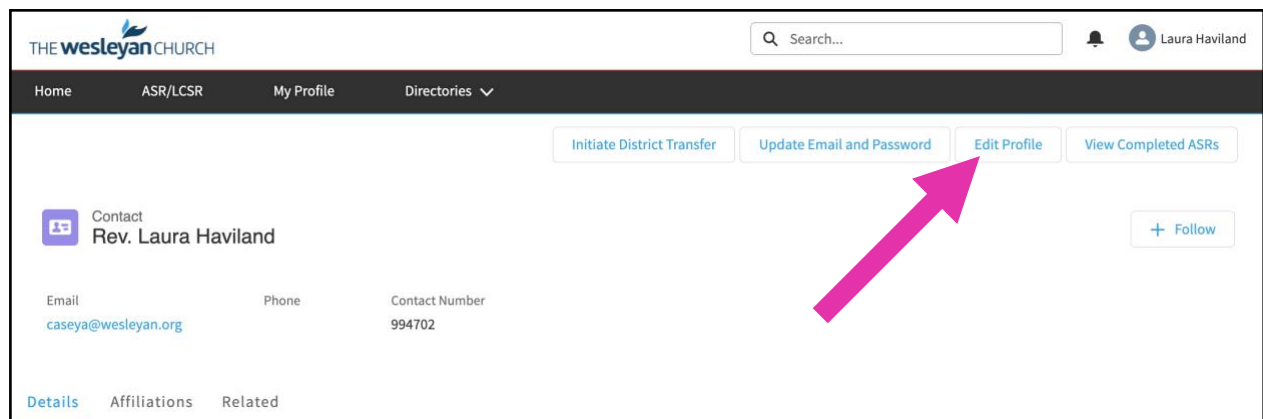 THE wesleyan CHURCH
Search...
Laura Haviland
Home ASR/LCSR My Profile Directories
Initiate District Transfer Update Email and Password Edit Profile View Completed ASRs
Contact
Rev. Laura Haviland
+ Follow
Email Phone Contact Number
caseya@wesleyan.org 994702
Details Affiliations Related